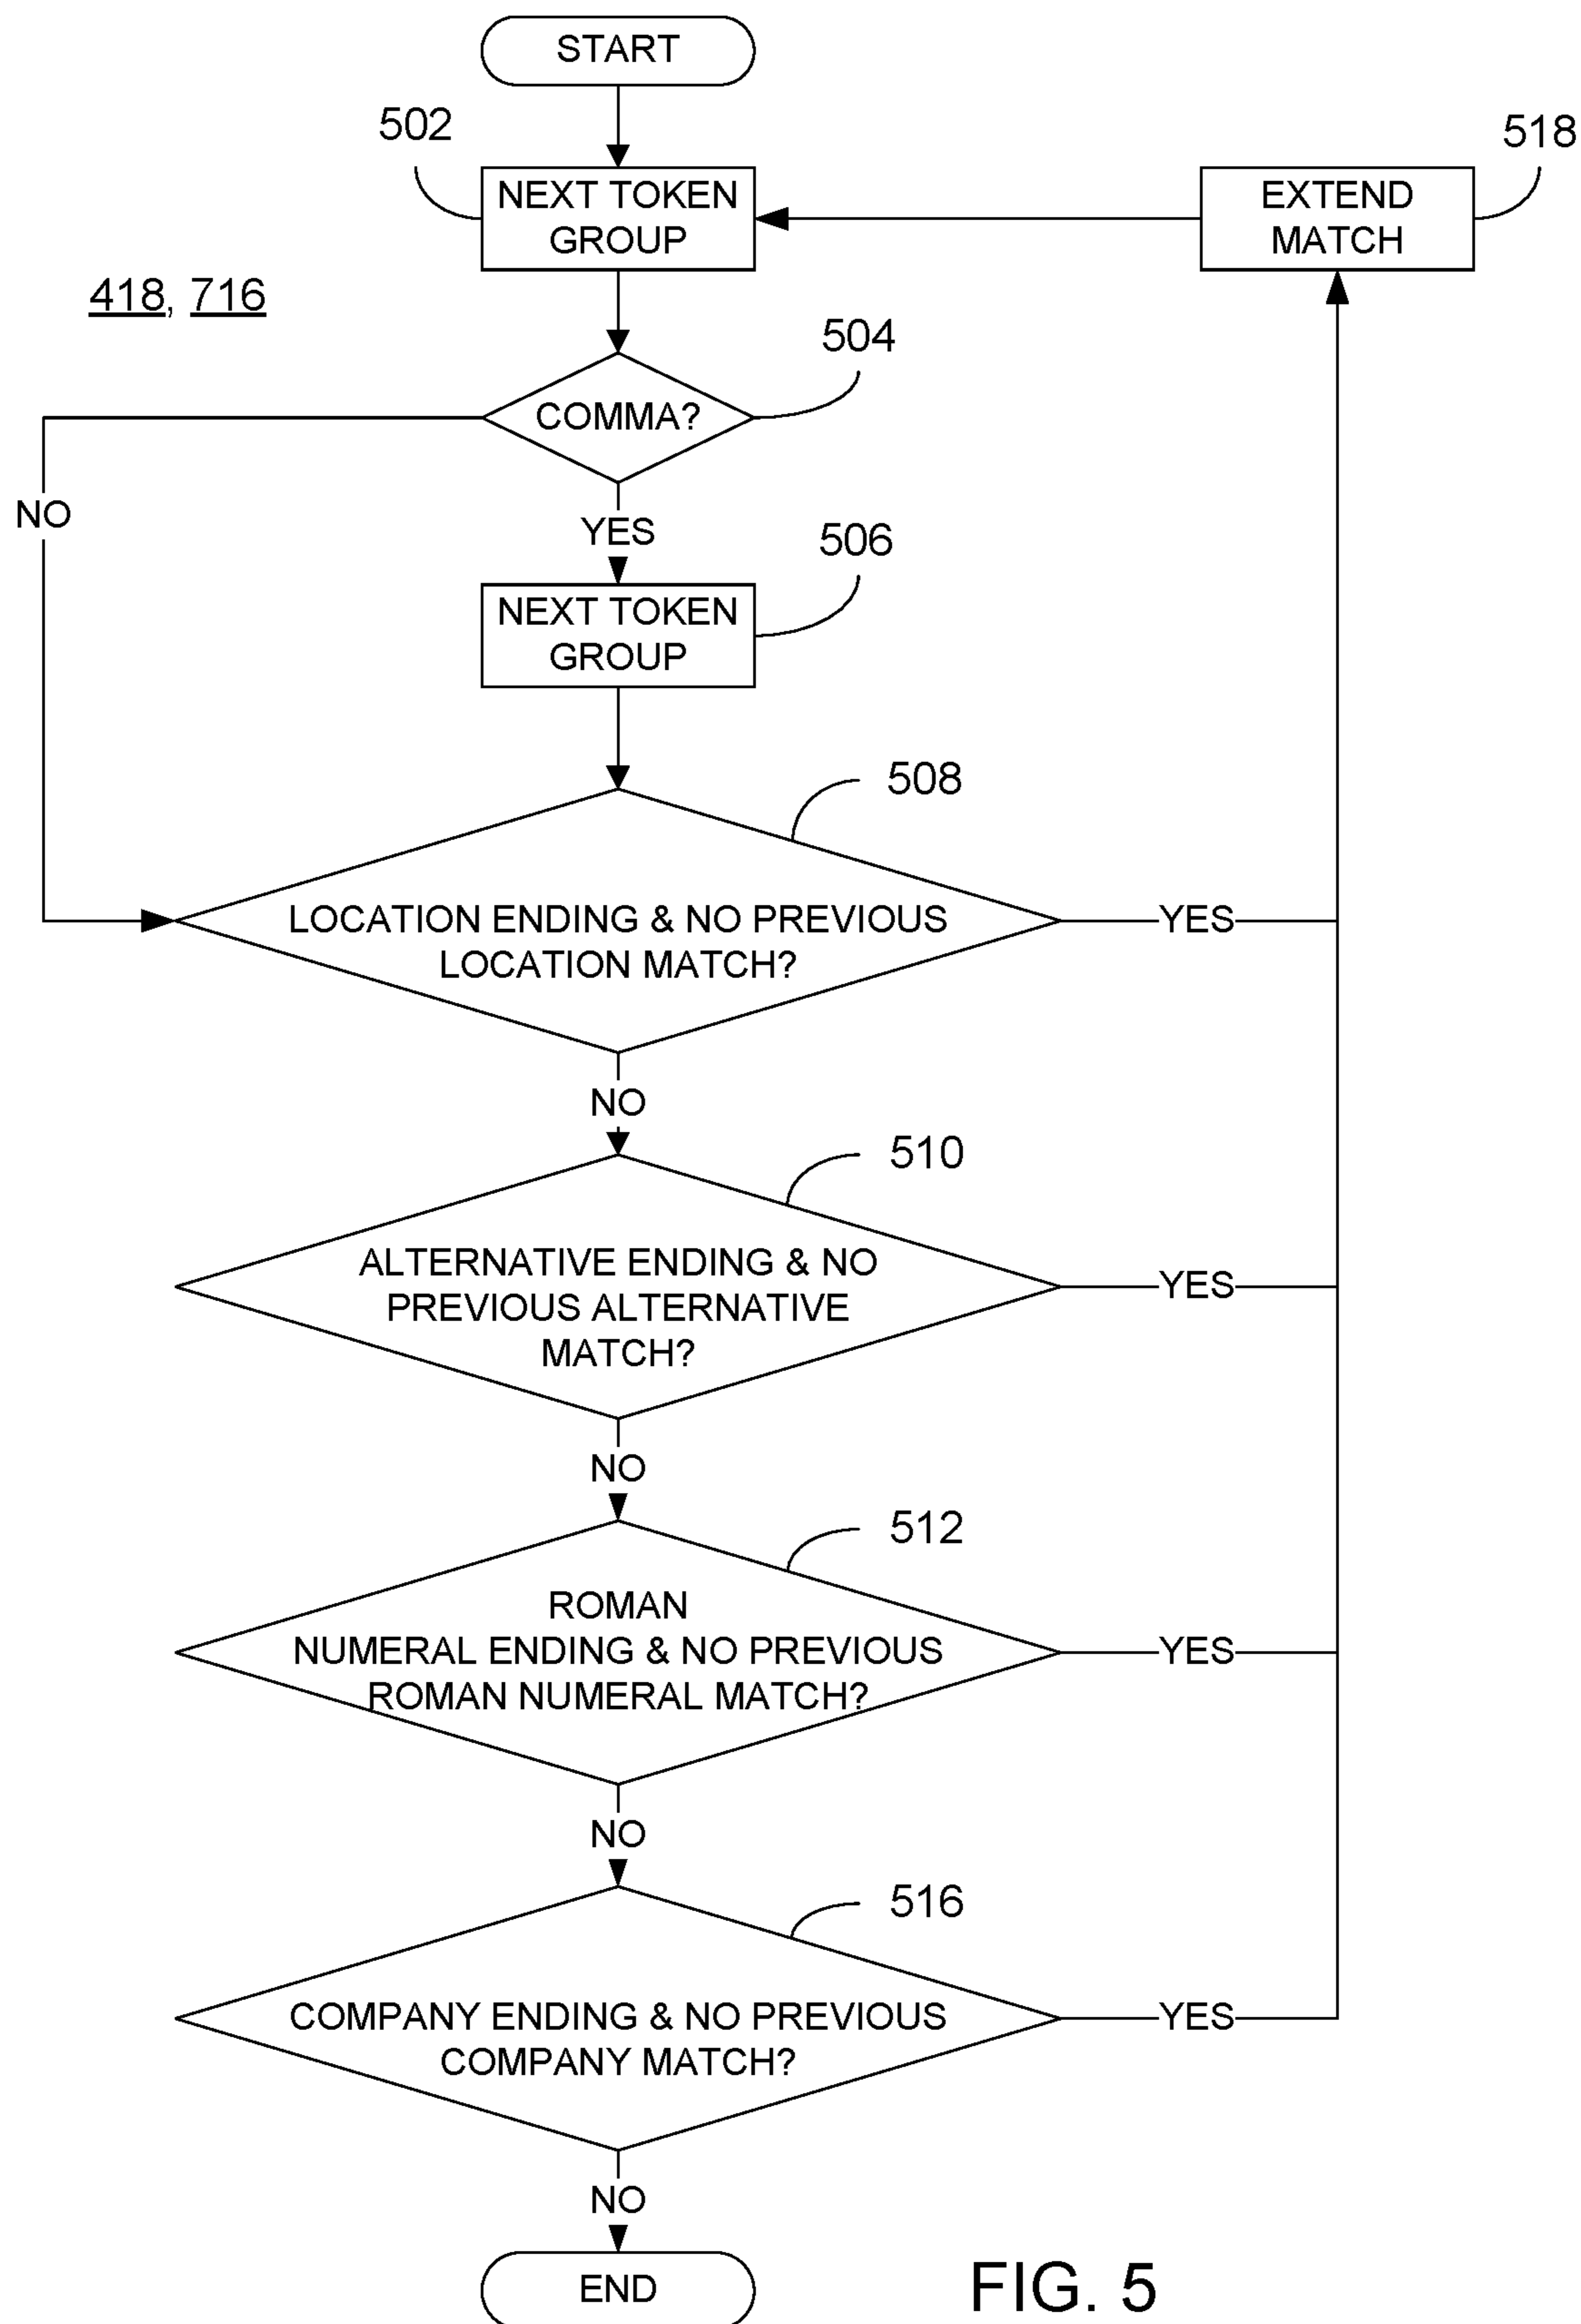 START
502
518
NEXT TOKEN
GROUP
EXTEND
MATCH
418, 716
504
COMMA?
NO
YES
506
NEXT TOKEN
GROUP
508
LOCATION ENDING & NO PREVIOUS
LOCATION MATCH?
YES
NO
510
ALTERNATIVE ENDING & NO
PREVIOUS ALTERNATIVE
MATCH?
YES
NO
512
ROMAN
NUMERAL ENDING & NO PREVIOUS
ROMAN NUMERAL MATCH?
YES
NO
516
COMPANY ENDING & NO PREVIOUS
COMPANY MATCH?
YES
NO
END
FIG. 5